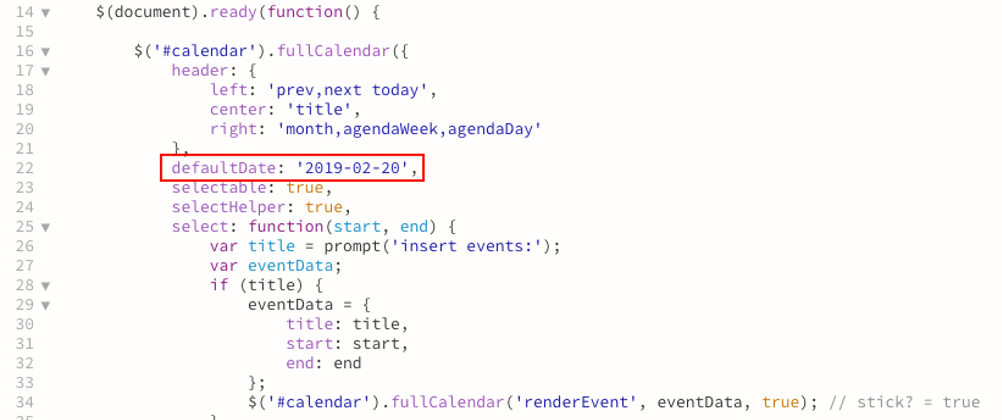 14 ▼ $(document).ready(function() {
15
16 ▼ $('#calendar').fullCalendar({
17 ▼ header: {
18 left: 'prev,next today',
19 center: 'title',
20 right: 'month,agendaWeek,agendaDay'
21 },
22 defaultDate: '2019-02-20',
23 selectable: true,
24 selectHelper: true,
25 ▼ select: function(start, end) {
26 var title = prompt('insert events:');
27 var eventData;
28 ▼ if (title) {
29 ▼ eventData = {
30 title: title,
31 start: start,
32 end: end
33 };
34 $('#calendar').fullCalendar('renderEvent', eventData, true); // stick? = true